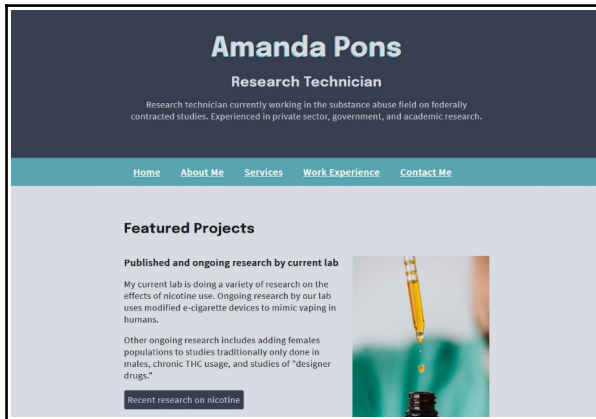 Amanda Pons
Research Technician
Research technician currently working in the substance abuse field on federally
contracted studies. Experienced in private sector, government, and academic research.
Home About Me Services Work Experience Contact Me
Featured Projects
Published and ongoing research by current lab
My current lab is doing a variety of research on the
effects of nicotine use. Ongoing research by our lab
uses modified e-cigarette devices to mimic vaping in
humans.
Other ongoing research includes adding females
populations to studies traditionally only done in
males, chronic THC usage, and studies of "designer
drugs."
Recent research on nicotine